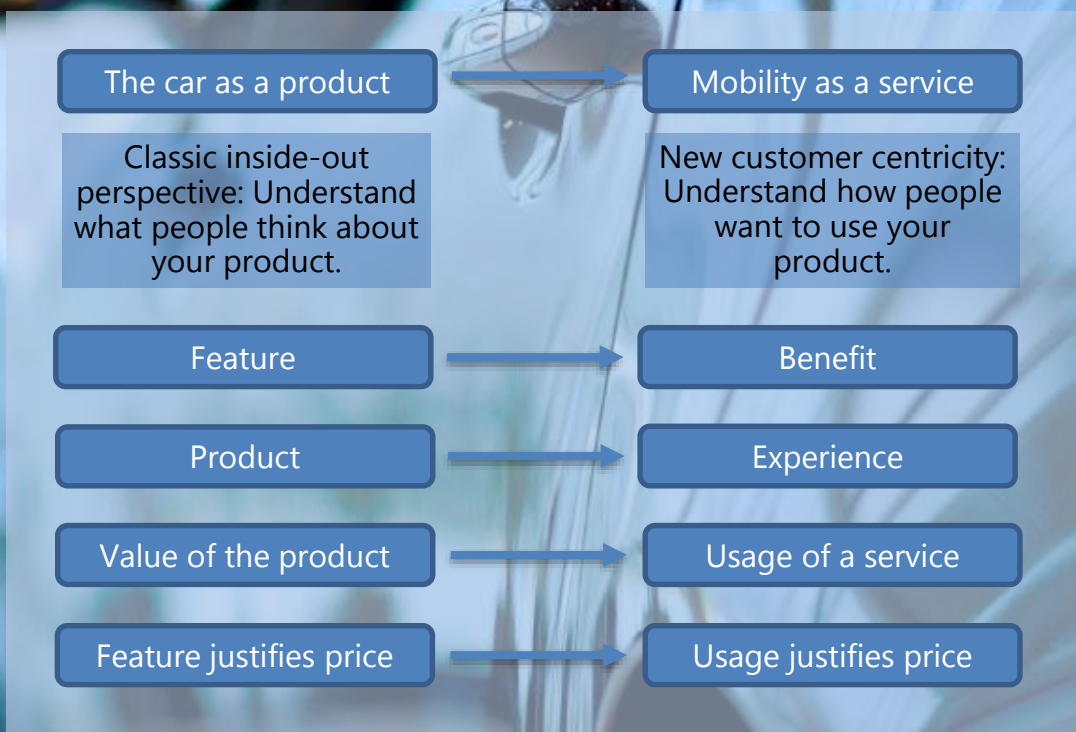 The car as a product
Mobility as a service
Classic inside-out
perspective: Understand
what people think about
your product.
New customer centricity:
Understand how people
want to use your
product.
Feature
Benefit
Product
Experience
Value of the product
Usage of a service
Feature justifies price
Usage justifies price